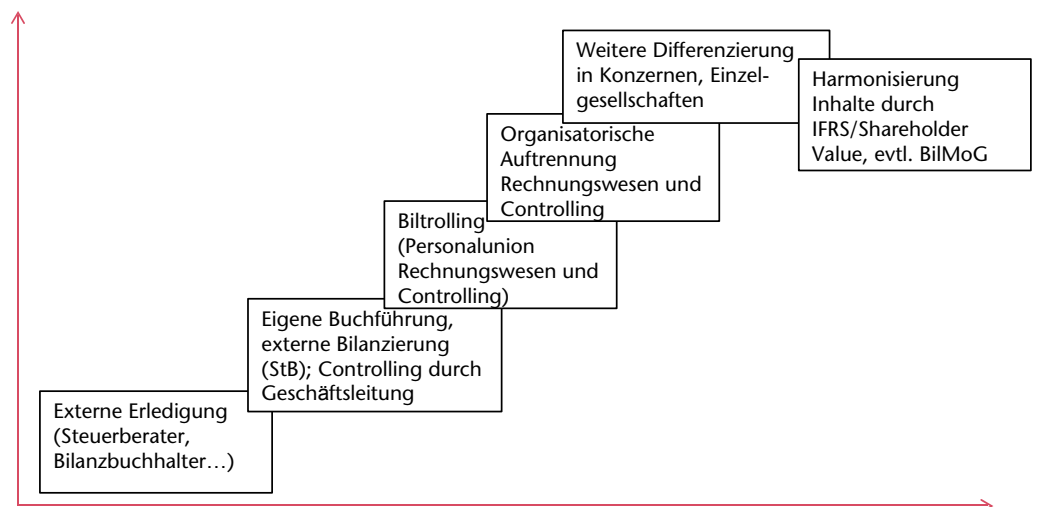 Weitere Differenzierung
in Konzernen, Einzel-
gesellschaften
Harmonisierung
Inhalte durch
IFRS/Shareholder
Value, evtl. BilMoG
Organisatorische
Auftrennung
Rechnungswesen und
Controlling
Biltrolling
(Personalunion
Rechnungswesen und
Controlling)
Eigene Buchführung,
externe Bilanzierung
(StB); Controlling durch
Geschäftsleitung
Externe Erledigung
(Steuerberater,
Bilanzbuchhalter…)